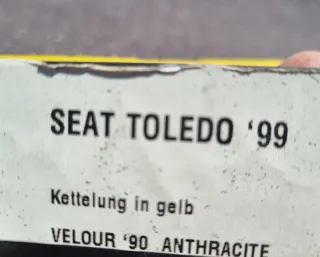 SEAT TOLEDO '99
Kettelung in gelb
VELOUR '90 ANTHRACITE